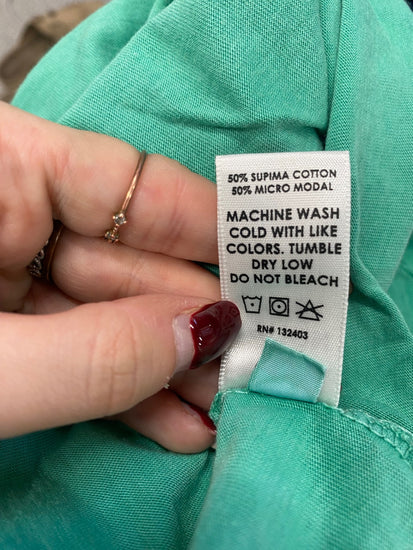 50% SUPIMA COTTON
50% MICRO MODAL
MACHINE WASH
COLD WITH LIKE
COLORS. TUMBLE
DRY LOW
DO NOT BLEACH
RN# 132403